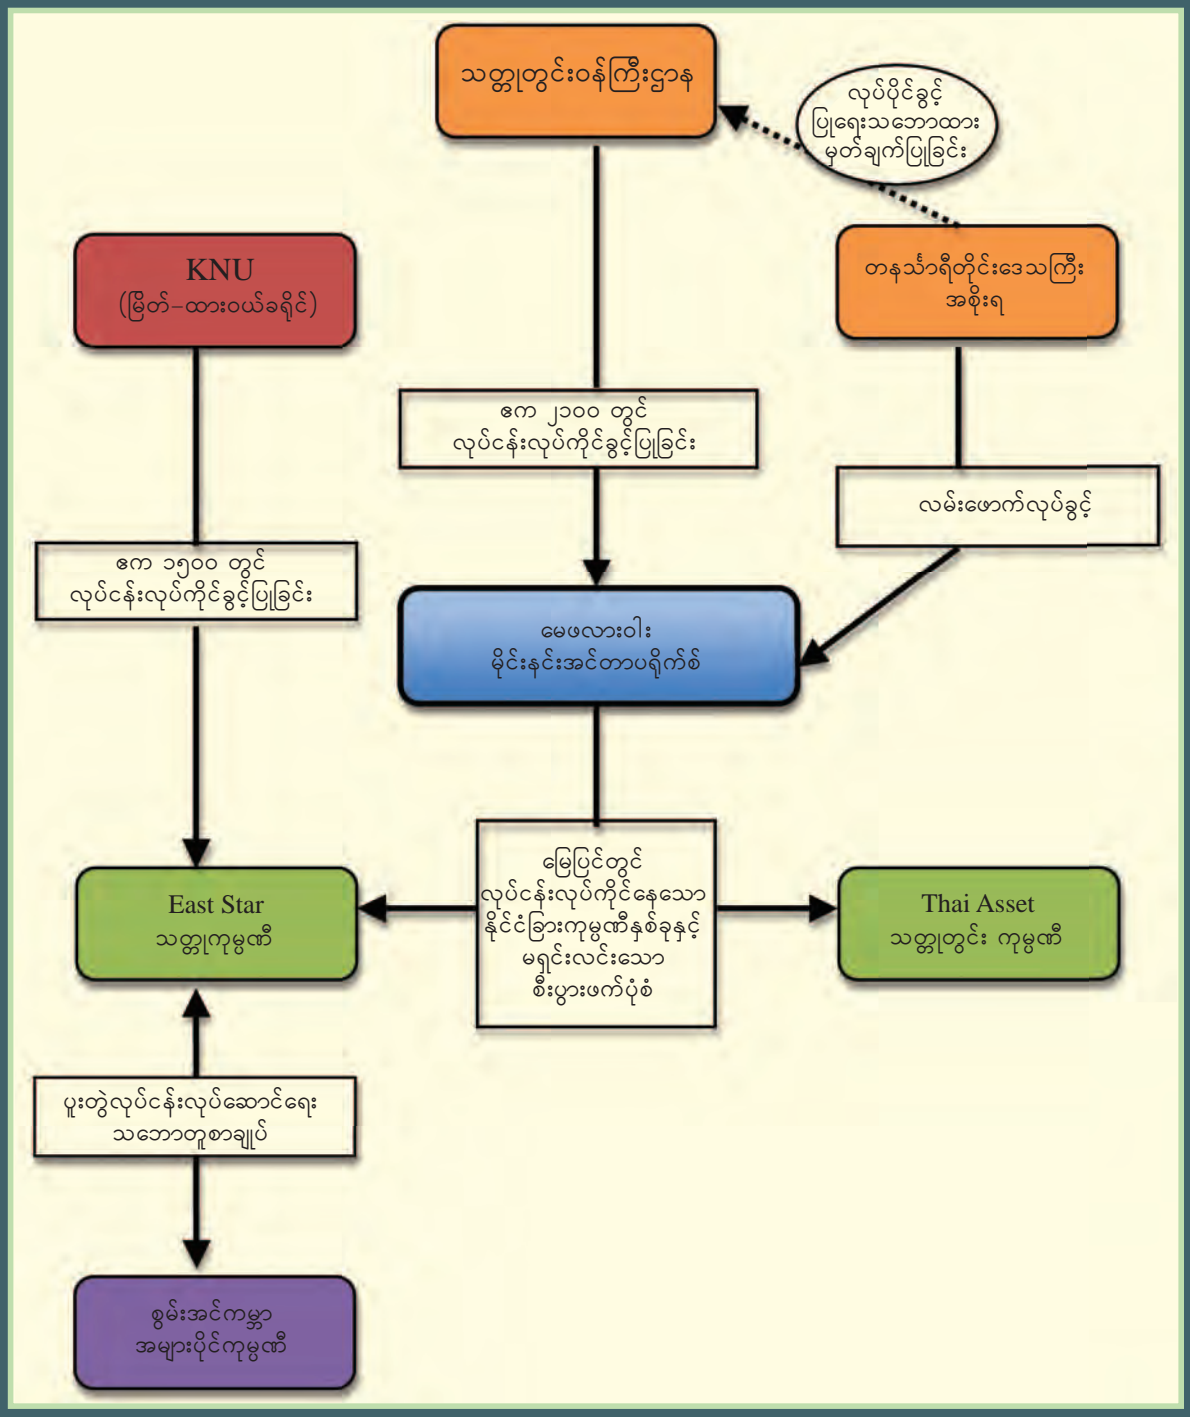 သတ္တုတွင်းဝန်ကြီးဌာန
လုပ်ပိုင်ခွင့်
ပြုရေးသဘောထား
မှတ်ချက်ပြုခြင်း
KNU
(မြိတ်–ထားဝယ်ခရိုင်)
တနင်္သာရီတိုင်းဒေသကြီး
အစိုးရ
ဧက ၂၁၀၀ တွင်
လုပ်ငန်းလုပ်ကိုင်ခွင့်ပြုခြင်း
လမ်းဖောက်လုပ်ခွင့်
ဧက ၁၅၀၀ တွင်
လုပ်ငန်းလုပ်ကိုင်ခွင့်ပြုခြင်း
မေဖလားဝါး
မိုင်းနင်းအင်တာပရိုက်စ်
မြေပြင်တွင်
လုပ်ငန်းလုပ်ကိုင်နေသော
နိုင်ငံခြားကုမ္ပဏီနှစ်ခုနှင့်
မရှင်းလင်းသော
စီးပွားဖက်ပုံစံ
East Star
သတ္တုကုမ္ပဏီ
Thai Asset
သတ္တုတွင်း ကုမ္ပဏီ
ပူးတွဲလုပ်ငန်းလုပ်ဆောင်ရေး
သဘောတူစာချုပ်
စွမ်းအင်ကမ္ဘာ
အများပိုင်ကုမ္ပဏီ